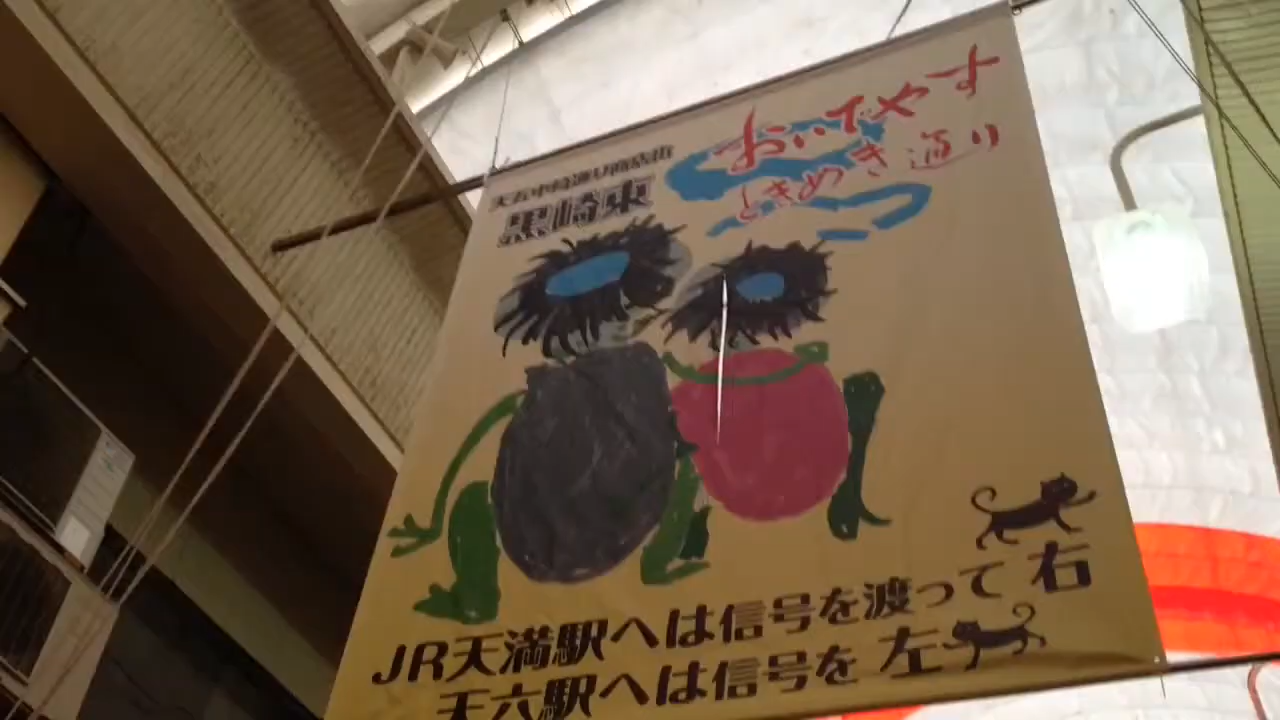 おいでやす
ときめき通り
天五中崎通り商店街
黒崎東
JR天満駅へは信号を渡って 右
天六駅へは信号を 左